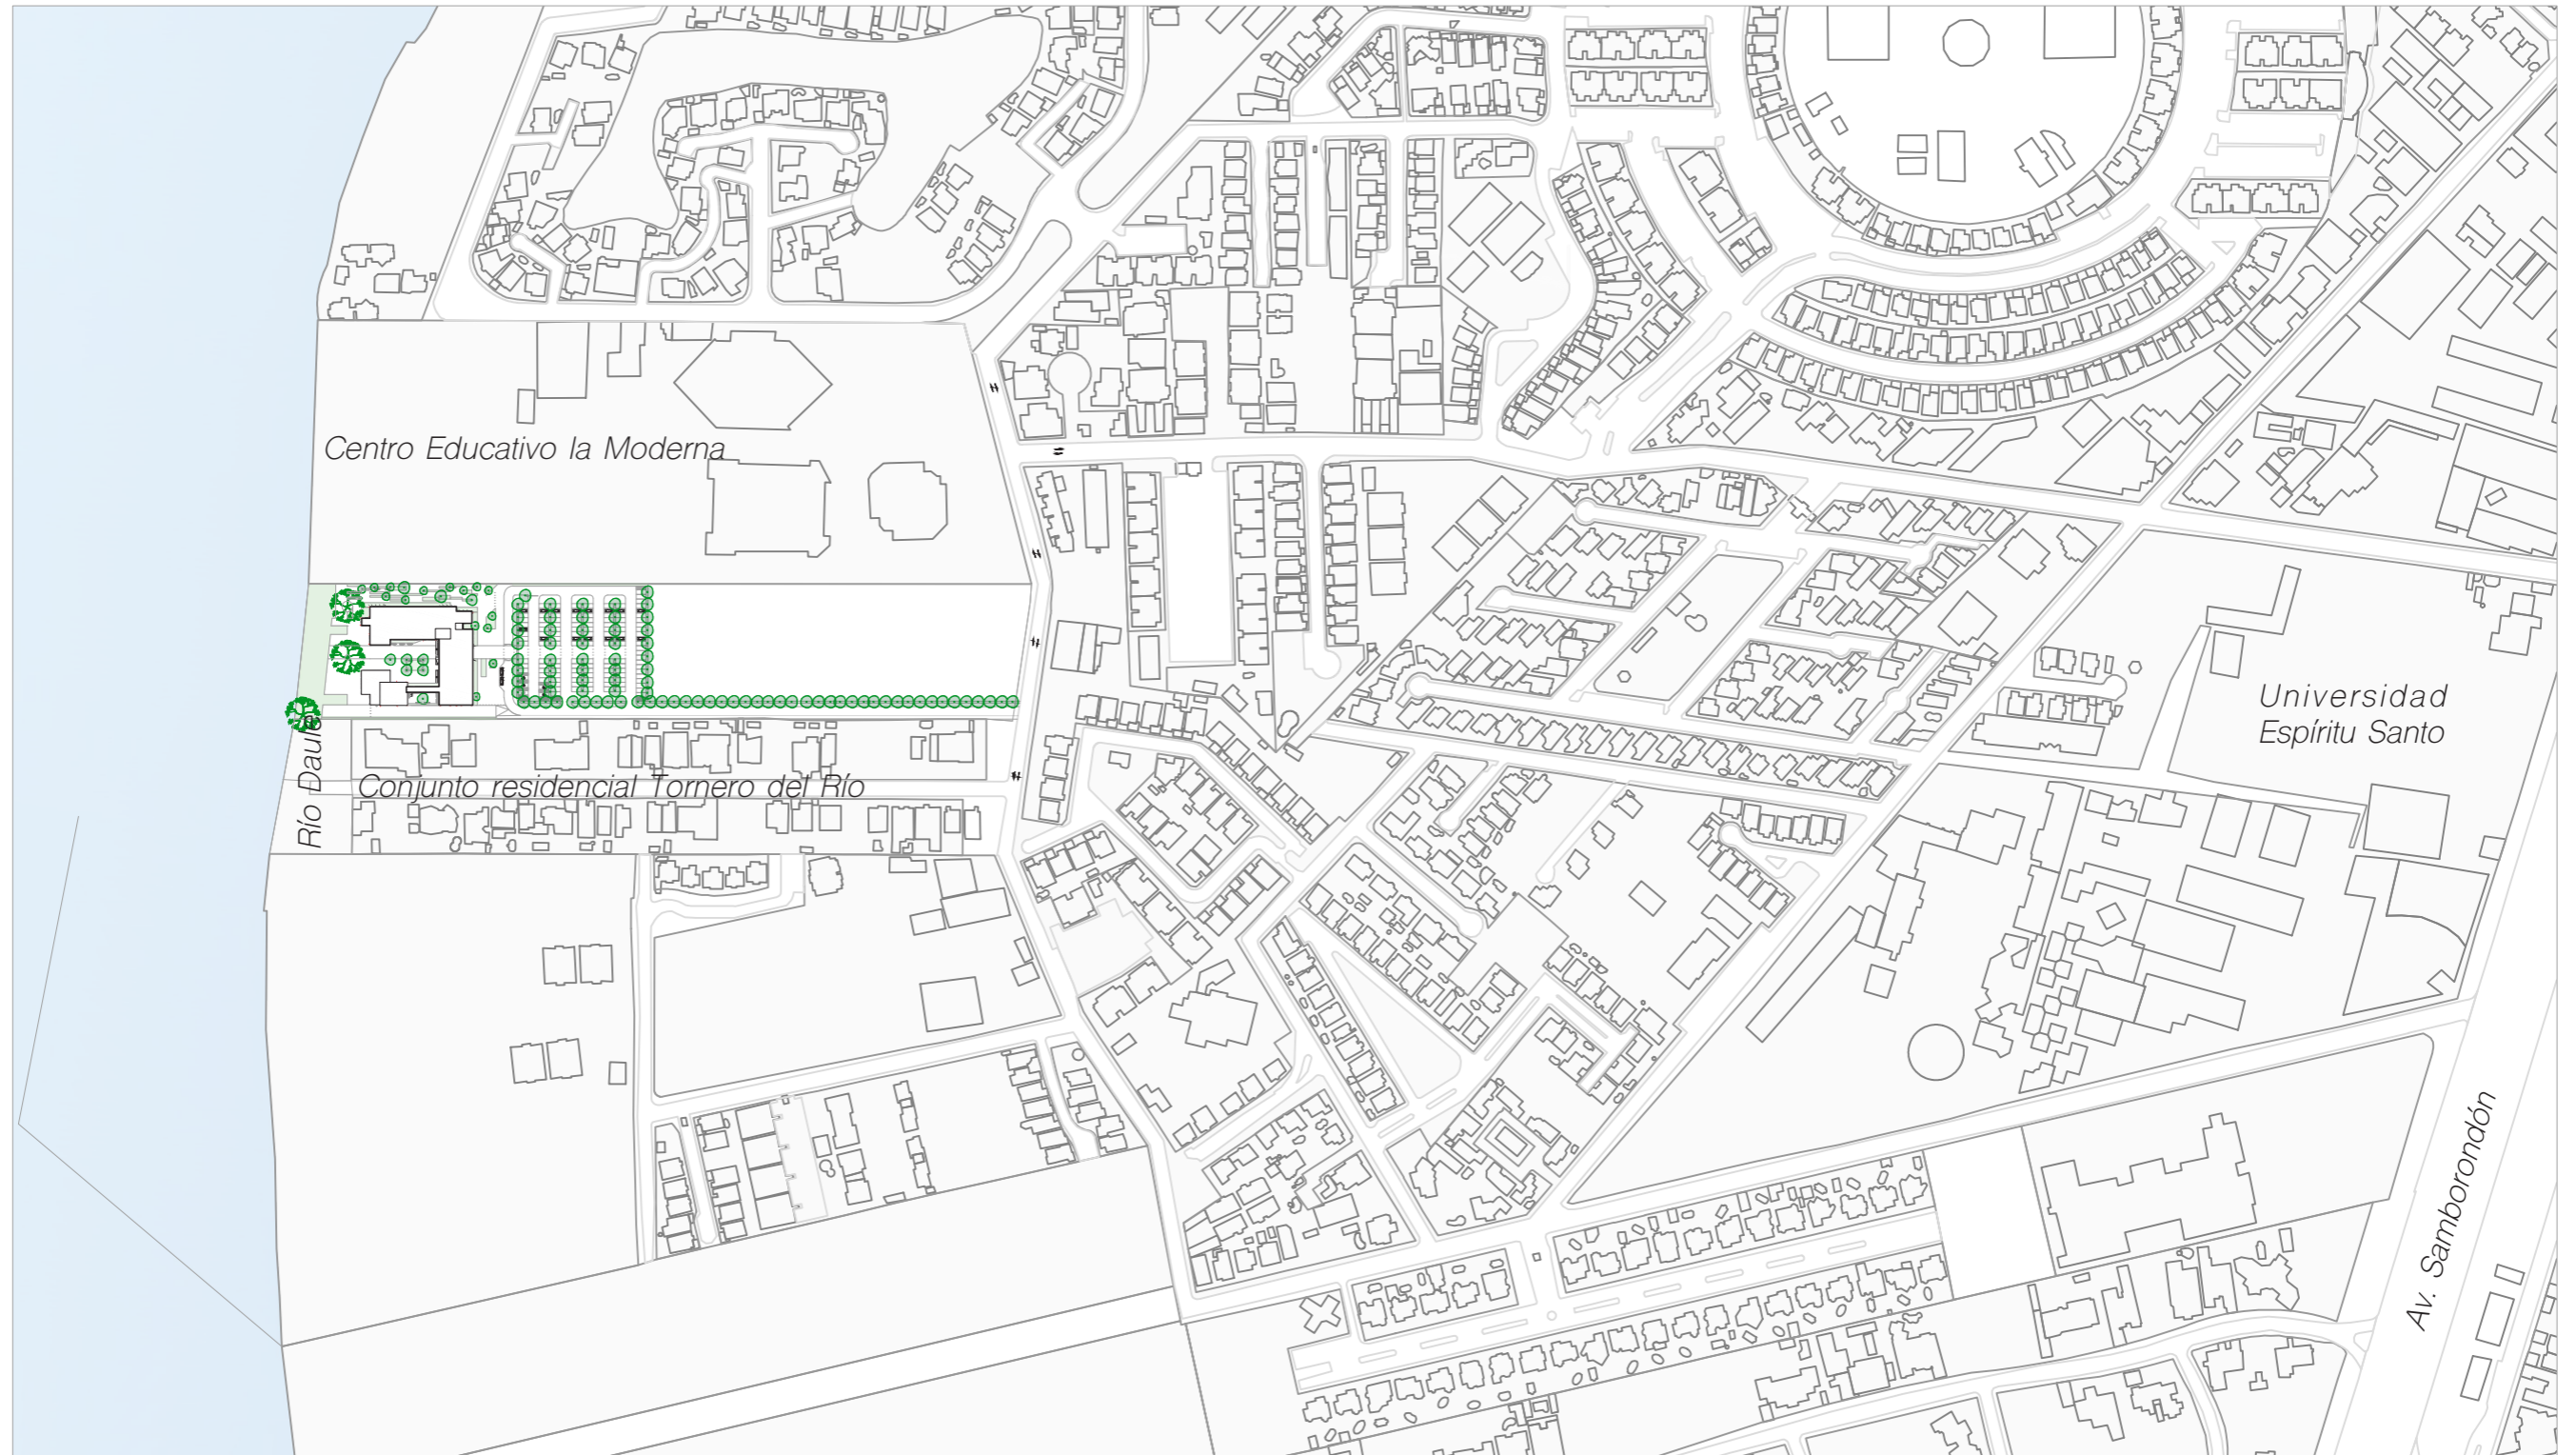 Centro Educativo la Moderna
Universidad
Espíritu Santo
Río Daule
Conjunto residencial Tornero del Río
Av. Samborondón